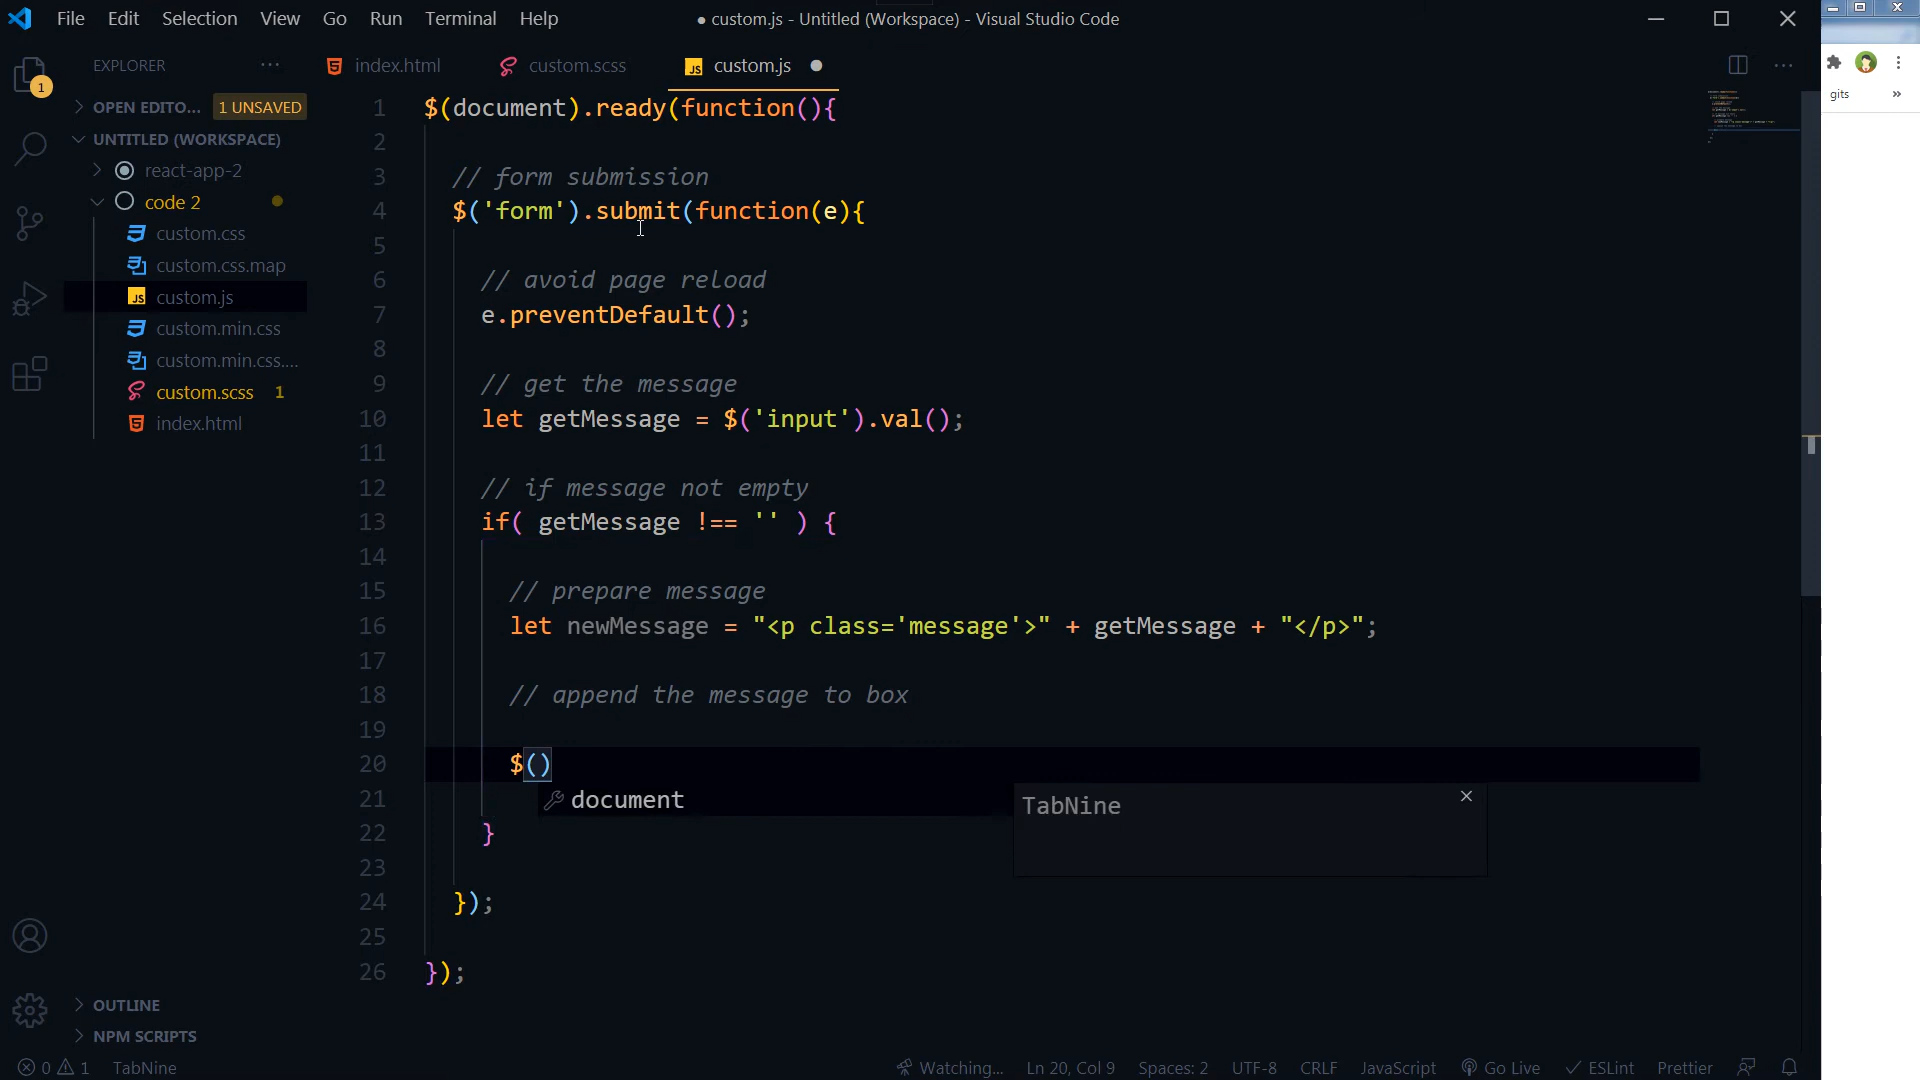 File Edit Selection View Go Run Terminal Help
● custom.js - Untitled (Workspace) - Visual Studio Code
EXPLORER
index.html
custom.scss
JS custom.js
OPEN EDITO... 1 UNSAVED
UNTITLED (WORKSPACE)
react-app-2
code 2
custom.css
custom.css.map
JS custom.js
custom.min.css
custom.min.css....
custom.scss 1
index.html
OUTLINE
NPM SCRIPTS
1
gits »
1 $(document).ready(function(){
2
3 // form submission
4 $('form').submit(function(e){
5
6 // avoid page reload
7 e.preventDefault();
8
9 // get the message
10 let getMessage = $('input').val();
11
12 // if message not empty
13 if( getMessage !== '' ) {
14
15 // prepare message
16 let newMessage = "<p class='message'>" + getMessage + "</p>";
17
18 // append the message to box
19
20 $()
21 document
TabNine
22 }
23
24 });
25
26 });
0 1 TabNine
Watching... Ln 20, Col 9 Spaces: 2 UTF-8 CRLF JavaScript Go Live ESLint Prettier